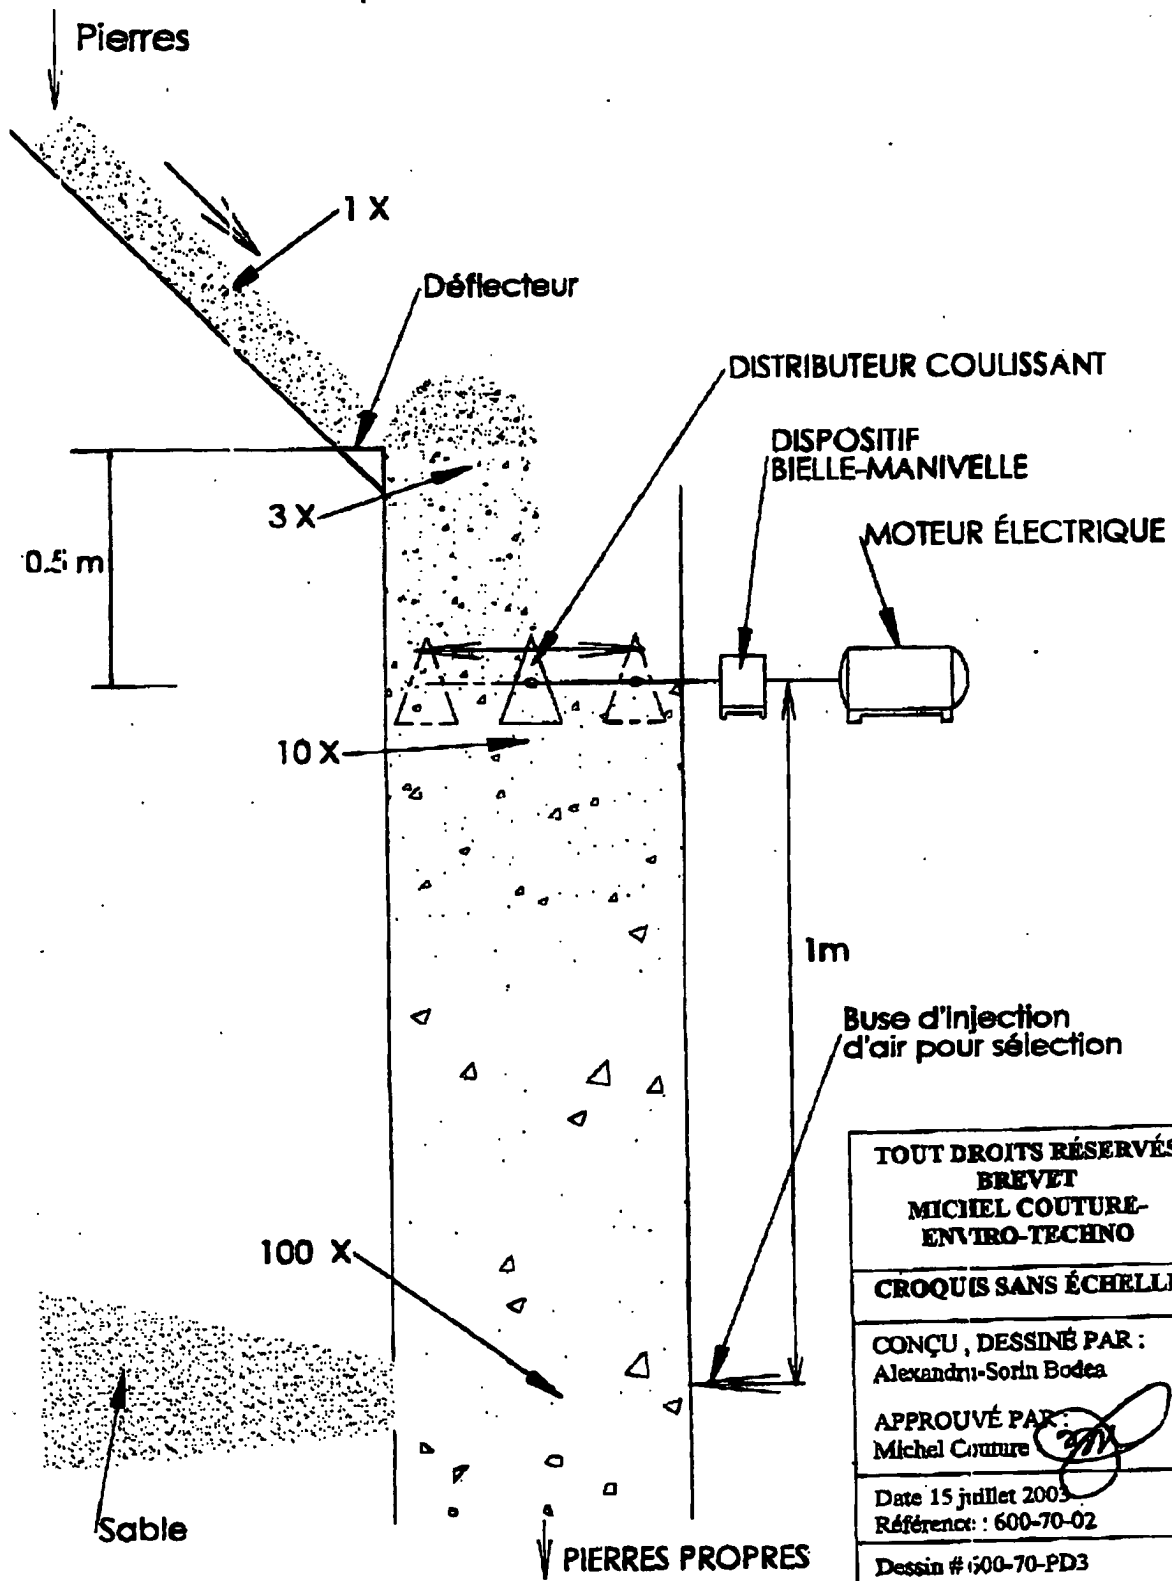 Pierres
1 X
Déflecteur
DISTRIBUTEUR COULISSANT
DISPOSITIF
BIELLE-MANIVELLE
3 X
MOTEUR ÉLECTRIQUE
0.5 m
10 X
1m
Buse d'injection
d'air pour sélection
TOUT DROITS RÉSERVÉS
BREVET
MICHEL COUTURE-
ENVIRO-TECHNO
100 X
CROQUIS SANS ÉCHELLE
CONÇU, DESSINÉ PAR :
Alexandru-Sorin Bodea
APPROUVÉ PAR :
Michel Couture
Date 15 juillet 2003
Référence : 600-70-02
Sable
PIERRES PROPRES
Dessin # 600-70-PD3